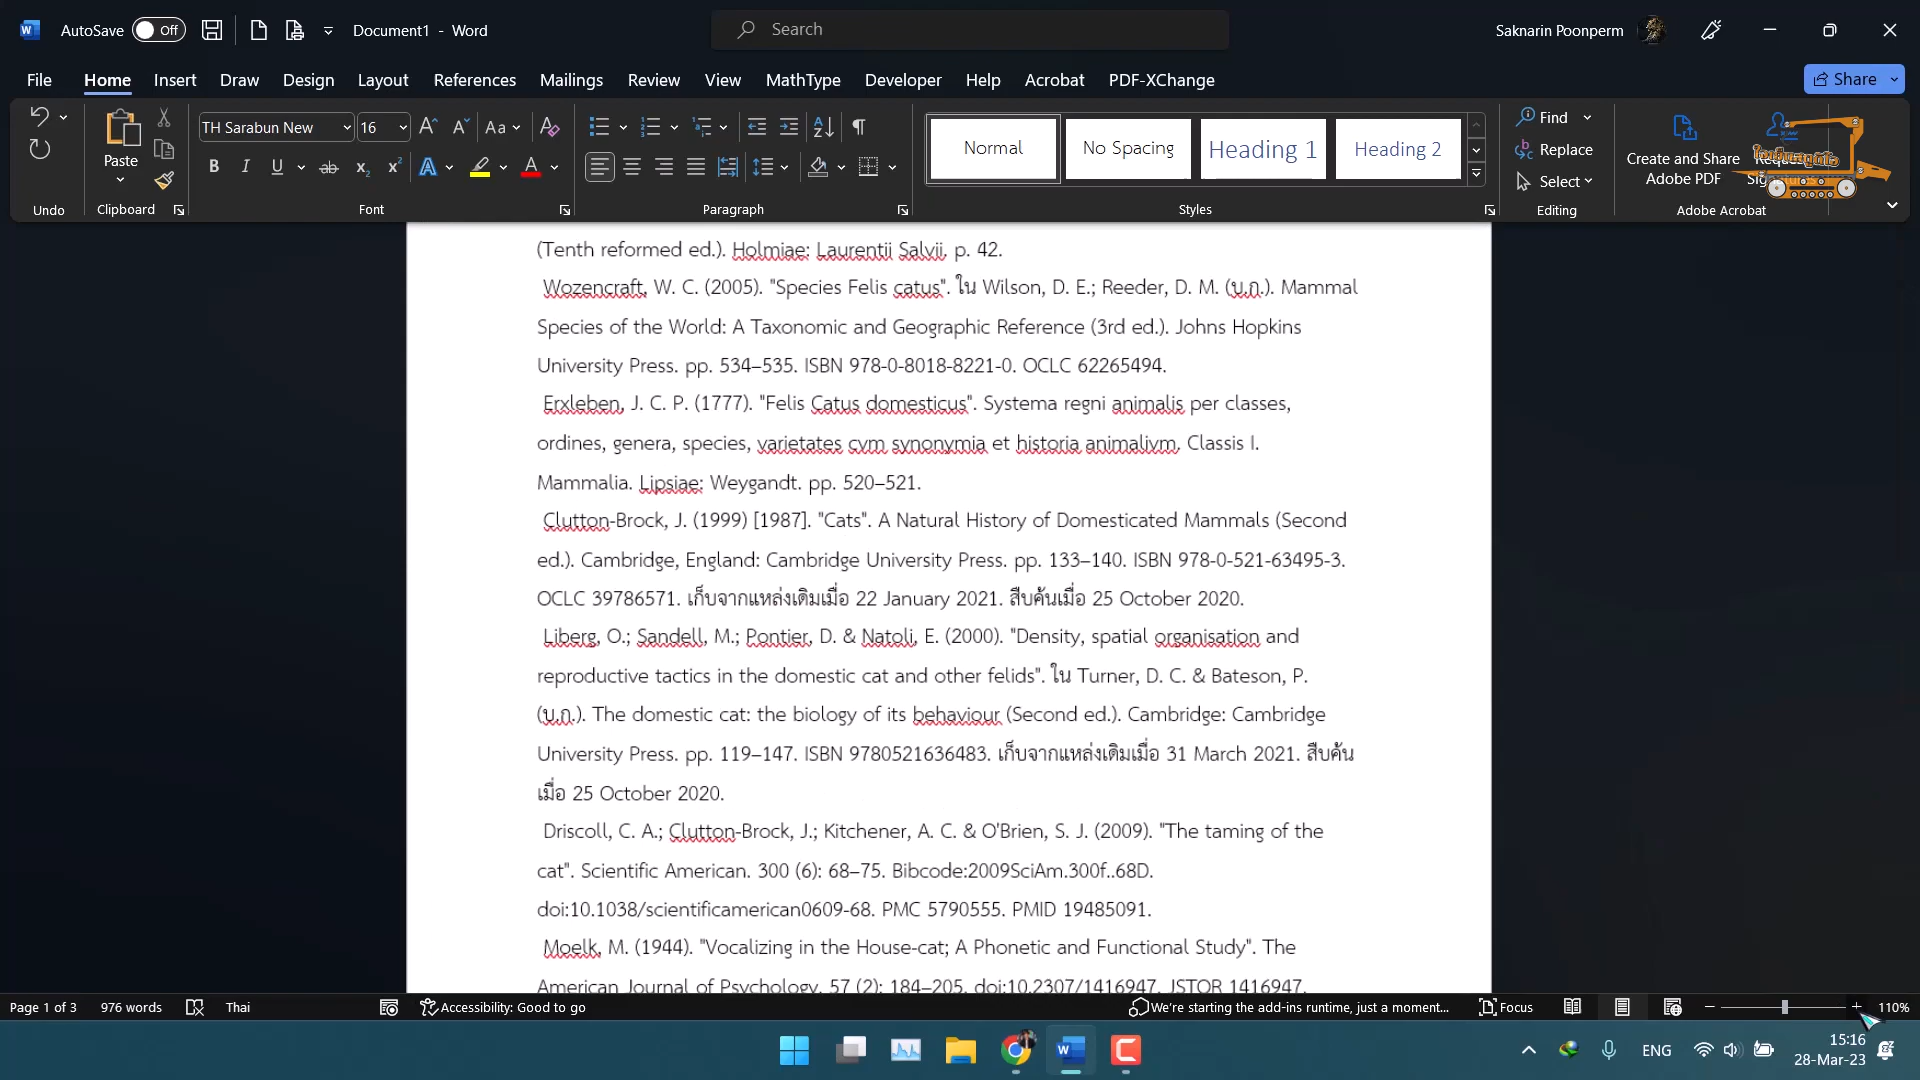 AutoSave Off Document1 - Word Search Saknarin Poonperm
File Home Insert Draw Design Layout References Mailings Review View MathType Developer Help Acrobat PDF-XChange Share
TH Sarabun New 16 Aa
Paste
Normal No Spacing Heading 1 Heading 2
Find
Replace
Select
Create and Share
Adobe PDF
Undo Clipboard Font Paragraph Styles Editing Adobe Acrobat
(Tenth reformed ed.). Holmiae: Laurentii Salvii. p. 42.
Wozencraft, W. C. (2005). "Species Felis catus". ใน Wilson, D. E.; Reeder, D. M. (บ.ก.). Mammal
Species of the World: A Taxonomic and Geographic Reference (3rd ed.). Johns Hopkins
University Press. pp. 534–535. ISBN 978-0-8018-8221-0. OCLC 62265494.
Erxleben, J. C. P. (1777). "Felis Catus domesticus". Systema regni animalis per classes,
ordines, genera, species, varietates cvm synonymia et historia animalivm. Classis I.
Mammalia. Lipsiae: Weygandt. pp. 520–521.
Clutton-Brock, J. (1999) [1987]. "Cats". A Natural History of Domesticated Mammals (Second
ed.). Cambridge, England: Cambridge University Press. pp. 133–140. ISBN 978-0-521-63495-3.
OCLC 39786571. เก็บจากแหล่งเดิมเมื่อ 22 January 2021. สืบค้นเมื่อ 25 October 2020.
Liberg, O.; Sandell, M.; Pontier, D. & Natoli, E. (2000). "Density, spatial organisation and
reproductive tactics in the domestic cat and other felids". ใน Turner, D. C. & Bateson, P.
(บ.ก.). The domestic cat: the biology of its behaviour (Second ed.). Cambridge: Cambridge
University Press. pp. 119–147. ISBN 9780521636483. เก็บจากแหล่งเดิมเมื่อ 31 March 2021. สืบค้น
เมื่อ 25 October 2020.
Driscoll, C. A.; Clutton-Brock, J.; Kitchener, A. C. & O'Brien, S. J. (2009). "The taming of the
cat". Scientific American. 300 (6): 68–75. Bibcode:2009SciAm.300f..68D.
doi:10.1038/scientificamerican0609-68. PMC 5790555. PMID 19485091.
Moelk, M. (1944). "Vocalizing in the House-cat; A Phonetic and Functional Study". The
American Journal of Psychology. 57 (2): 184–205. doi:10.2307/1416947. JSTOR 1416947.
Page 1 of 3 976 words Thai Accessibility: Good to go We're starting the add-ins runtime, just a moment... Focus 110%
ENG 15:16
28-Mar-23